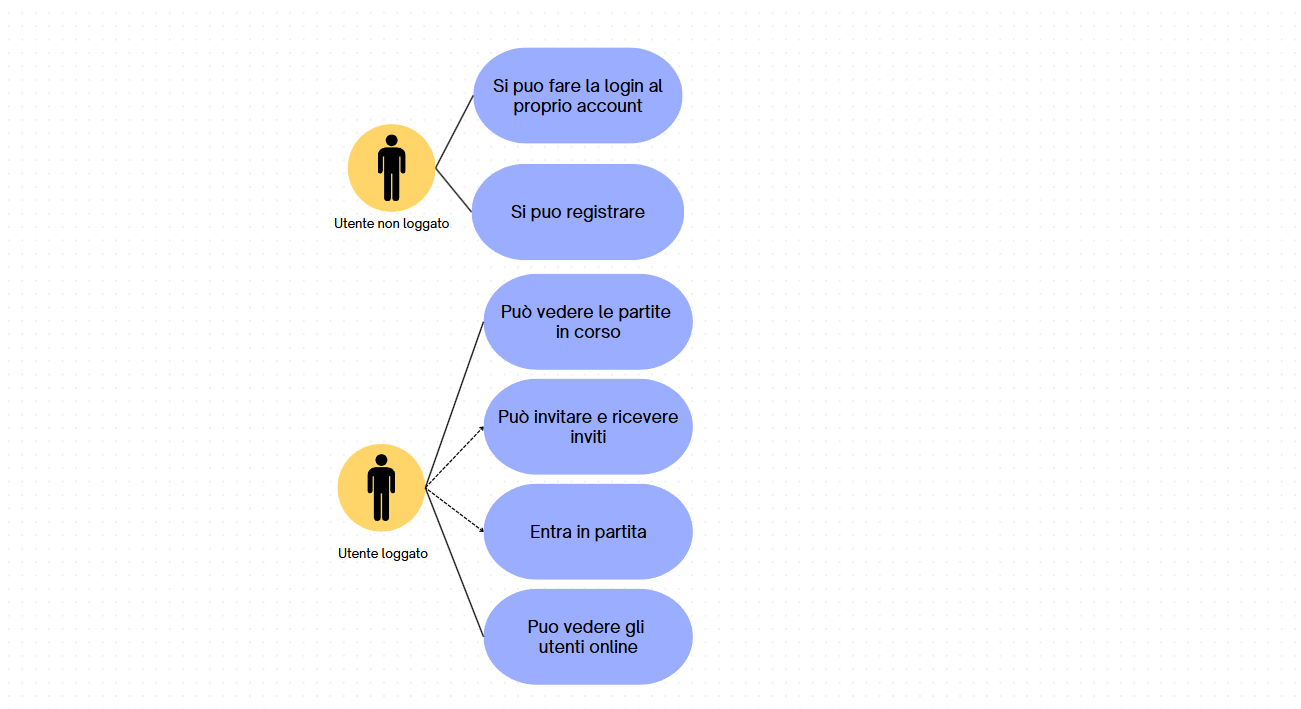 Si puo fare la login al
proprio account
Utente non loggato
Si puo registrare
Può vedere le partite
in corso
Può invitare e ricevere
inviti
Entra in partita
Utente loggato
Puo vedere gli
utenti online